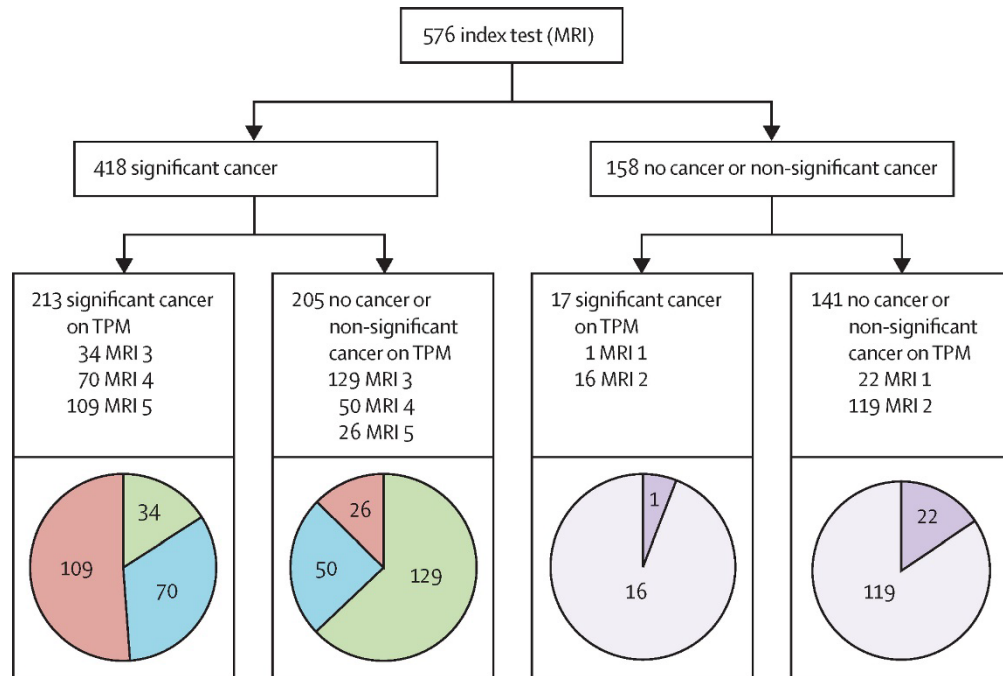 576 index test (MRI)
418 significant cancer
158 no cancer or non-significant cancer
213 significant cancer
on TPM
34 MRI 3
70 MRI 4
109 MRI 5
205 no cancer or
non-significant
cancer on TPM
129 MRI 3
50 MRI 4
26 MRI 5
17 significant cancer
on TPM
1 MRI 1
16 MRI 2
141 no cancer or
non-significant
cancer on TPM
22 MRI 1
119 MRI 2
34
109
70
26
50
129
1
16
22
119